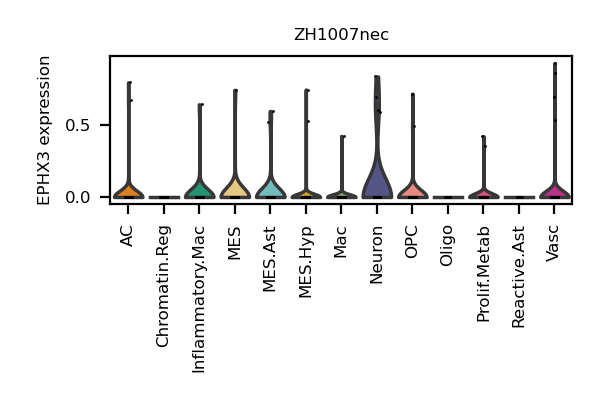 ZH1007nec
EPHX3 expression
0.5
0.0
AC
Chromatin.Reg
Inflammatory.Mac
MES
MES.Ast
MES.Hyp
Mac
Neuron
OPC
Oligo
Prolif.Metab
Reactive.Ast
Vasc